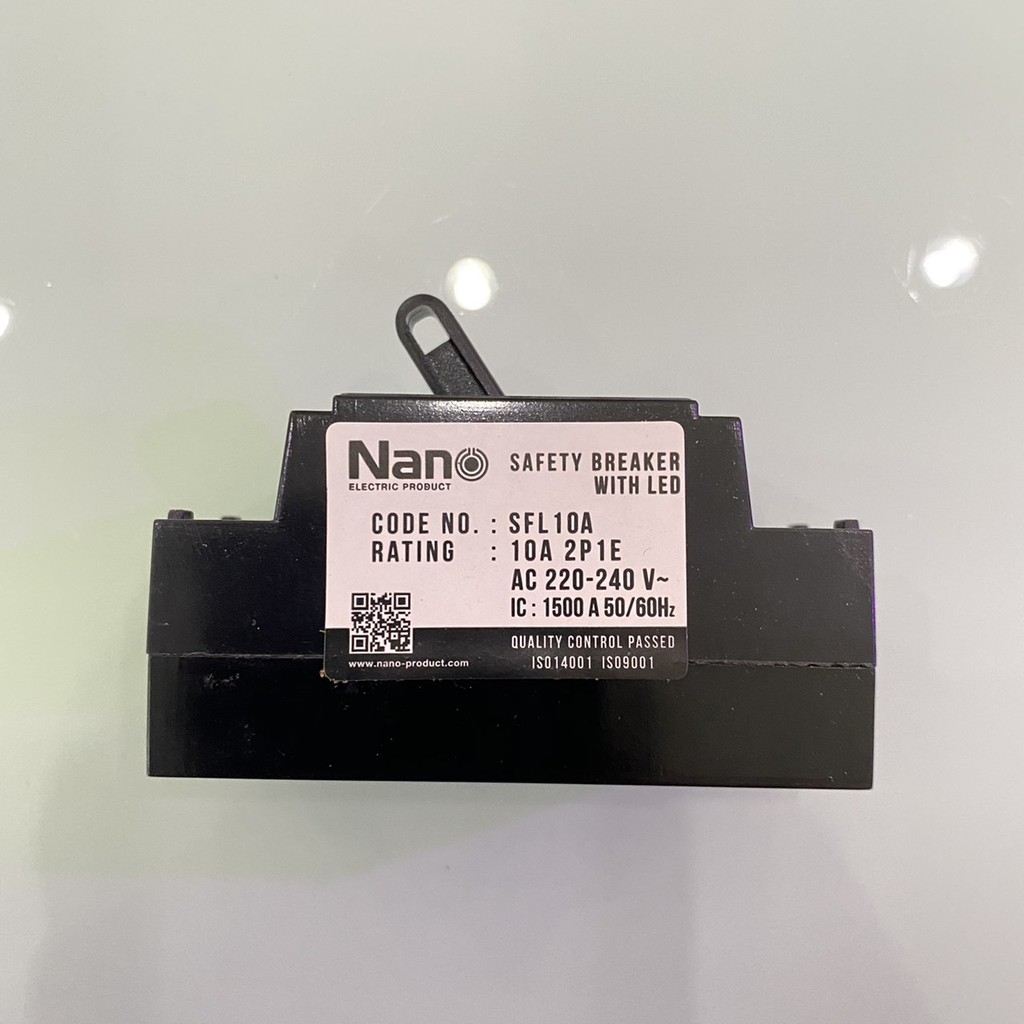 Nano
ELECTRIC PRODUCT
SAFETY BREAKER
WITH LED
CODE NO. : SFL10A
RATING : 10A 2P1E
AC 220-240 V~
IC : 1500 A 50/60Hz
QUALITY CONTROL PASSED
www.nano-product.com
ISO14001 ISO9001